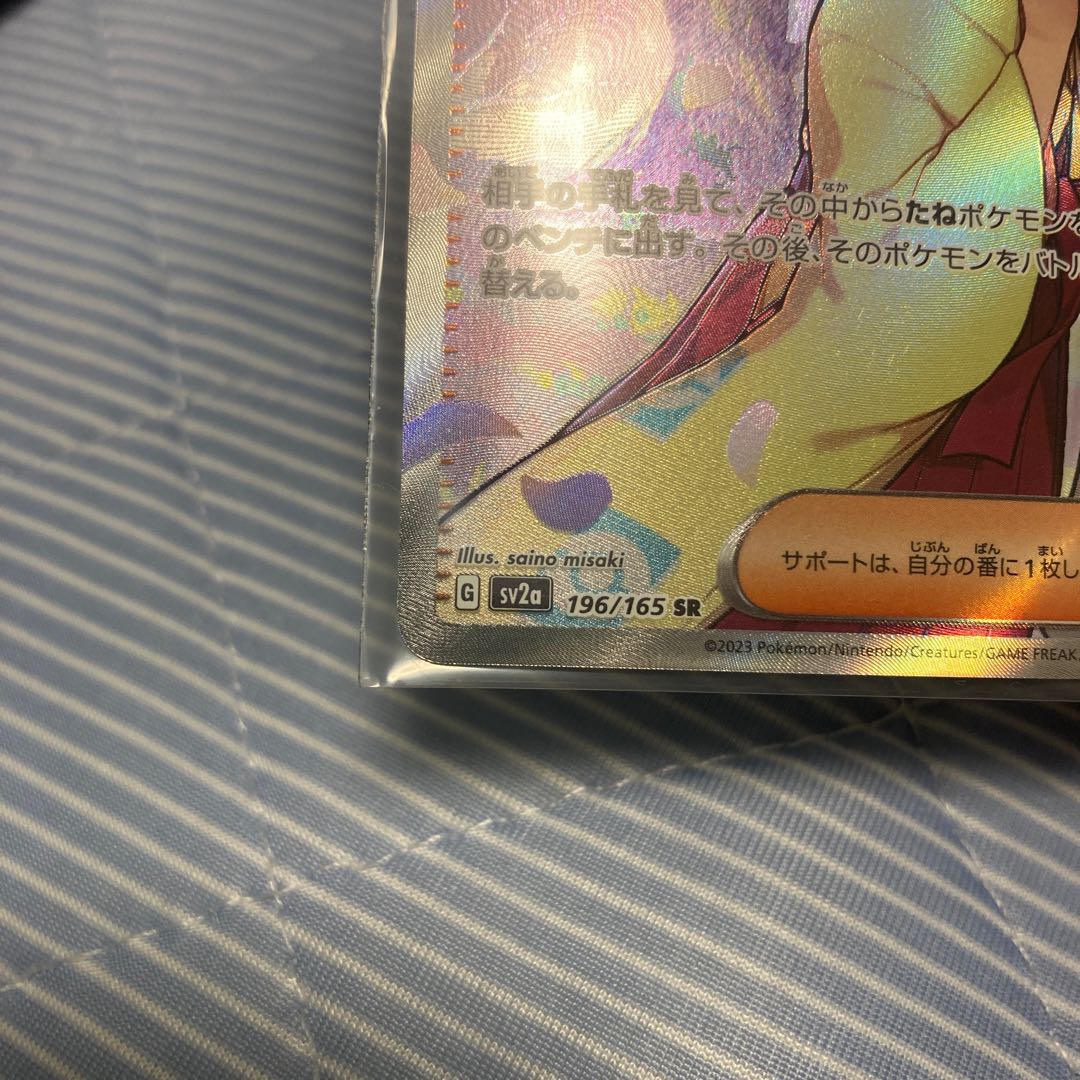 相手の手札を見て、その中からたねポケモンを
のベンチに出す。その後、そのポケモンをバトル
替える。
サポートは、自分の番に1枚し
Illus. saino misaki
G sv2a 196/165 SR
©2023 Pokémon/Nintendo/Creatures/GAME FREAK